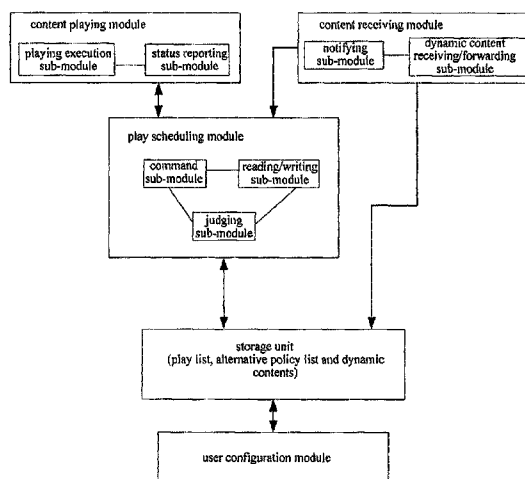 content playing module
playing execution
sub-module
status reporting
sub-module
content receiving module
notifying
sub-module
dynamic content
receiving/forwarding
sub-module
play scheduling module
command
sub-module
reading/writing
sub-module
judging
sub-module
storage unit
(play list, alternative policy list and dynamic
contents)
user configuration module